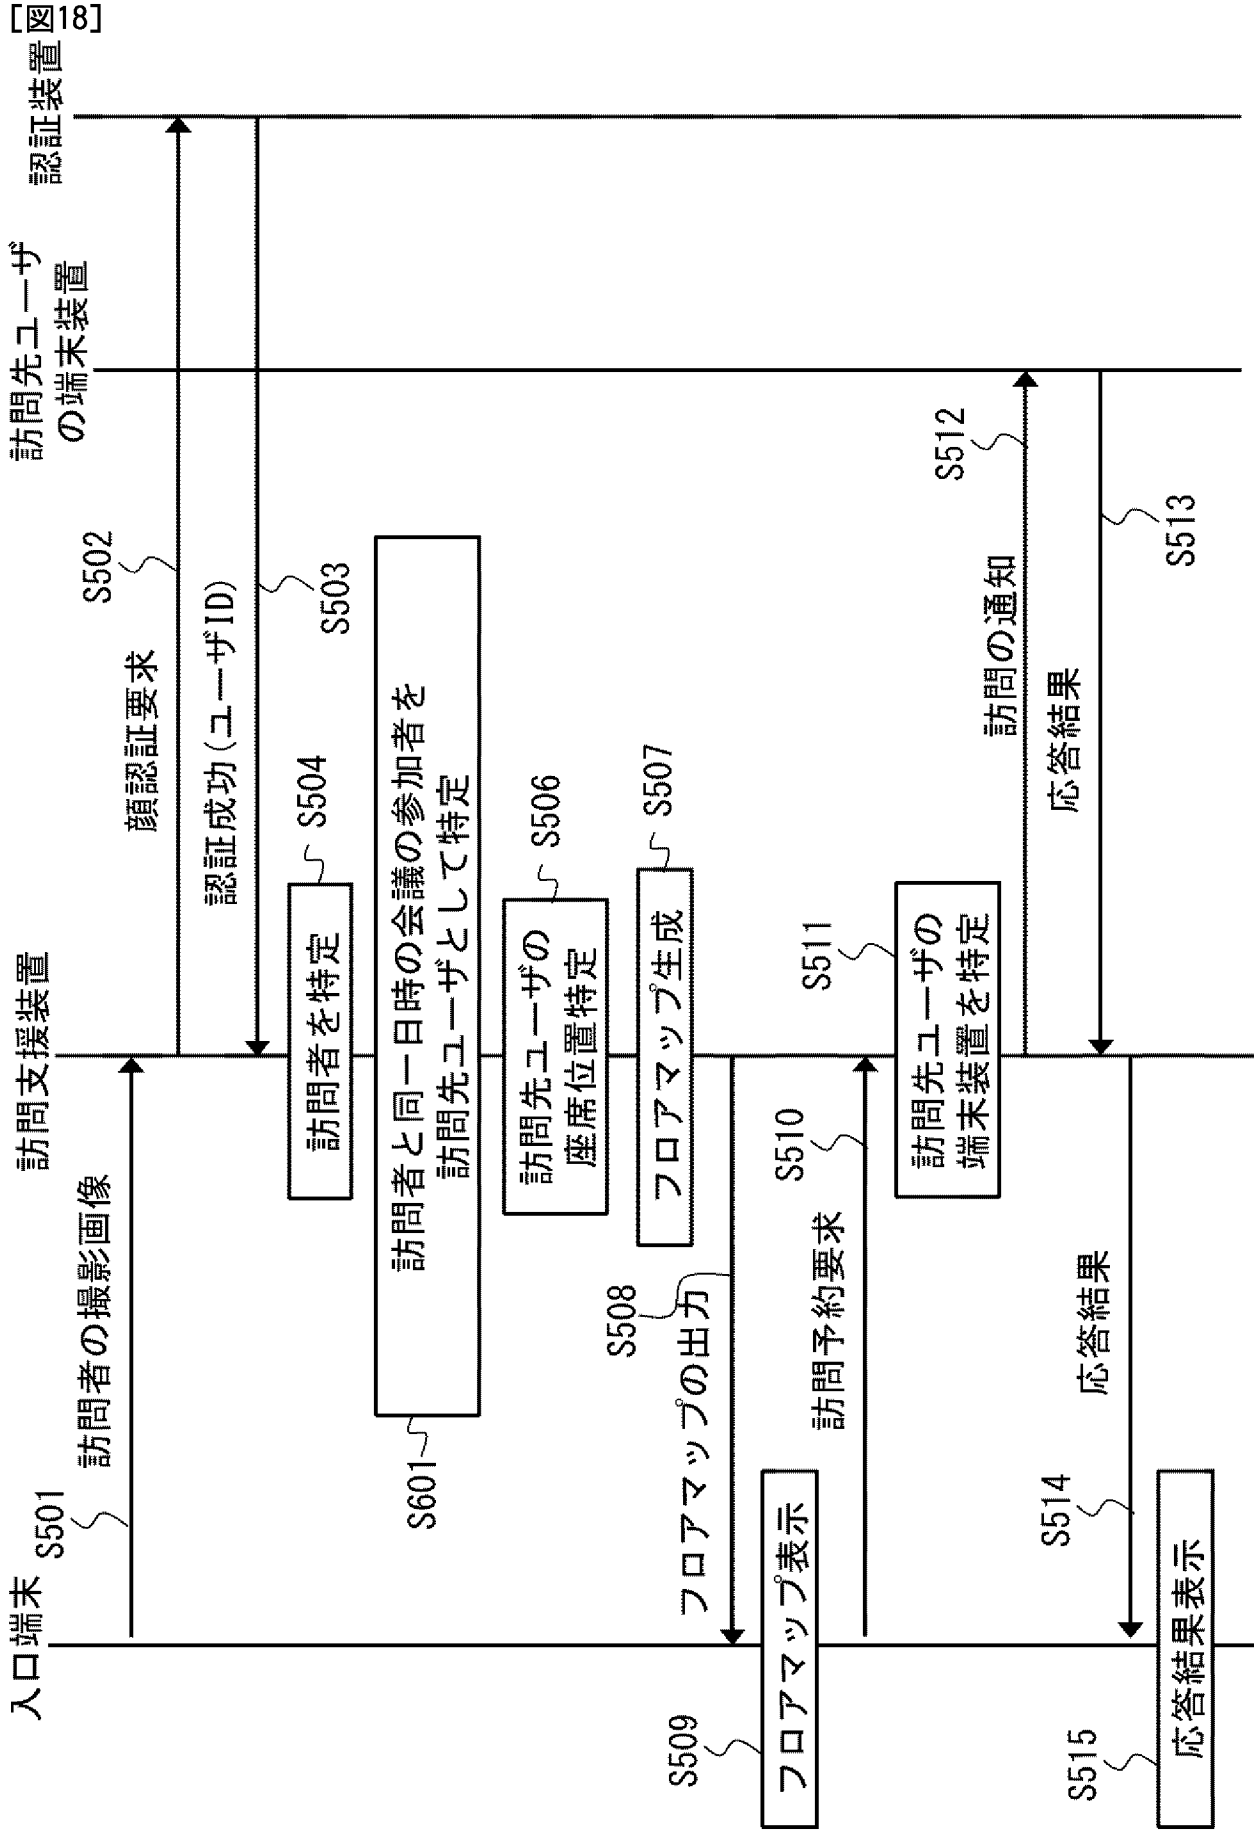 [図18]
入口端末
訪問支援装置
訪問先ユーザ
の端末装置
認証装置
S501
訪問者の撮影画像
顔認証要求
S502
認証成功(ユーザID)
S503
訪問者を特定
S504
訪問者と同一日時の会議の参加者を
訪問先ユーザとして特定
S601
訪問先ユーザの
座席位置特定
S506
フロアマップ生成
S507
フロアマップの出力
S508
フロアマップ表示
S509
訪問予約要求
S510
訪問先ユーザの
端末装置を特定
S511
訪問の通知
S512
応答結果
S513
応答結果
S514
応答結果表示
S515